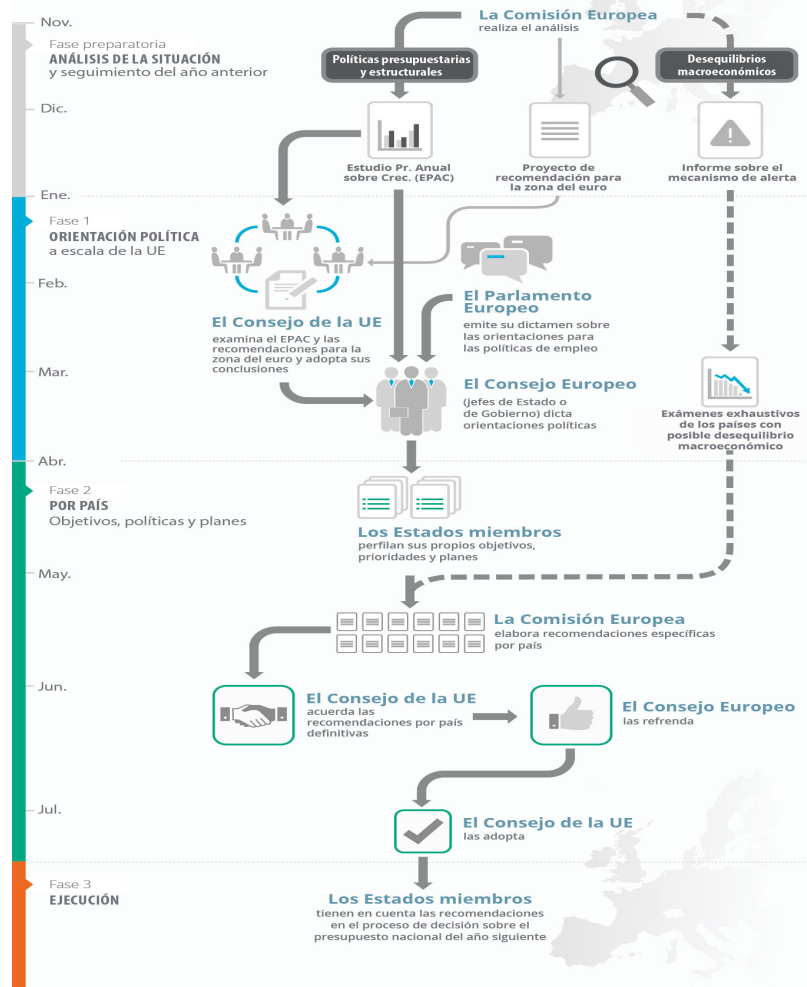 Nov.
La Comisión Europea
realiza el análisis
Fase preparatoria
ANÁLISIS DE LA SITUACIÓN
y seguimiento del año anterior
Políticas presupuestarias
y estructurales
Desequilibrios
macroeconómicos
Dic.
Estudio Pr. Anual
sobre Crec. (EPAC)
Proyecto de
recomendación para
la zona del euro
Informe sobre el
mecanismo de alerta
Ene.
Fase 1
ORIENTACIÓN POLÍTICA
a escala de la UE
Feb.
El Consejo de la UE
examina el EPAC y las
recomendaciones para la
zona del euro y adopta sus
conclusiones
El Parlamento
Europeo
emite su dictamen sobre
las orientaciones para
las políticas de empleo
Mar.
El Consejo Europeo
(jefes de Estado o
de Gobierno) dicta
orientaciones políticas
Exámenes exhaustivos
de los países con
posible desequilibrio
macroeconómico
Abr.
Fase 2
POR PAÍS
Objetivos, políticas y planes
Los Estados miembros
perfilan sus propios objetivos,
prioridades y planes
May.
La Comisión Europea
elabora recomendaciones específicas
por país
Jun.
El Consejo de la UE
acuerda las
recomendaciones por país
definitivas
El Consejo Europeo
las refrenda
Jul.
El Consejo de la UE
las adopta
Fase 3
EJECUCIÓN
Los Estados miembros
tienen en cuenta las recomendaciones
en el proceso de decisión sobre el
presupuesto nacional del año siguiente